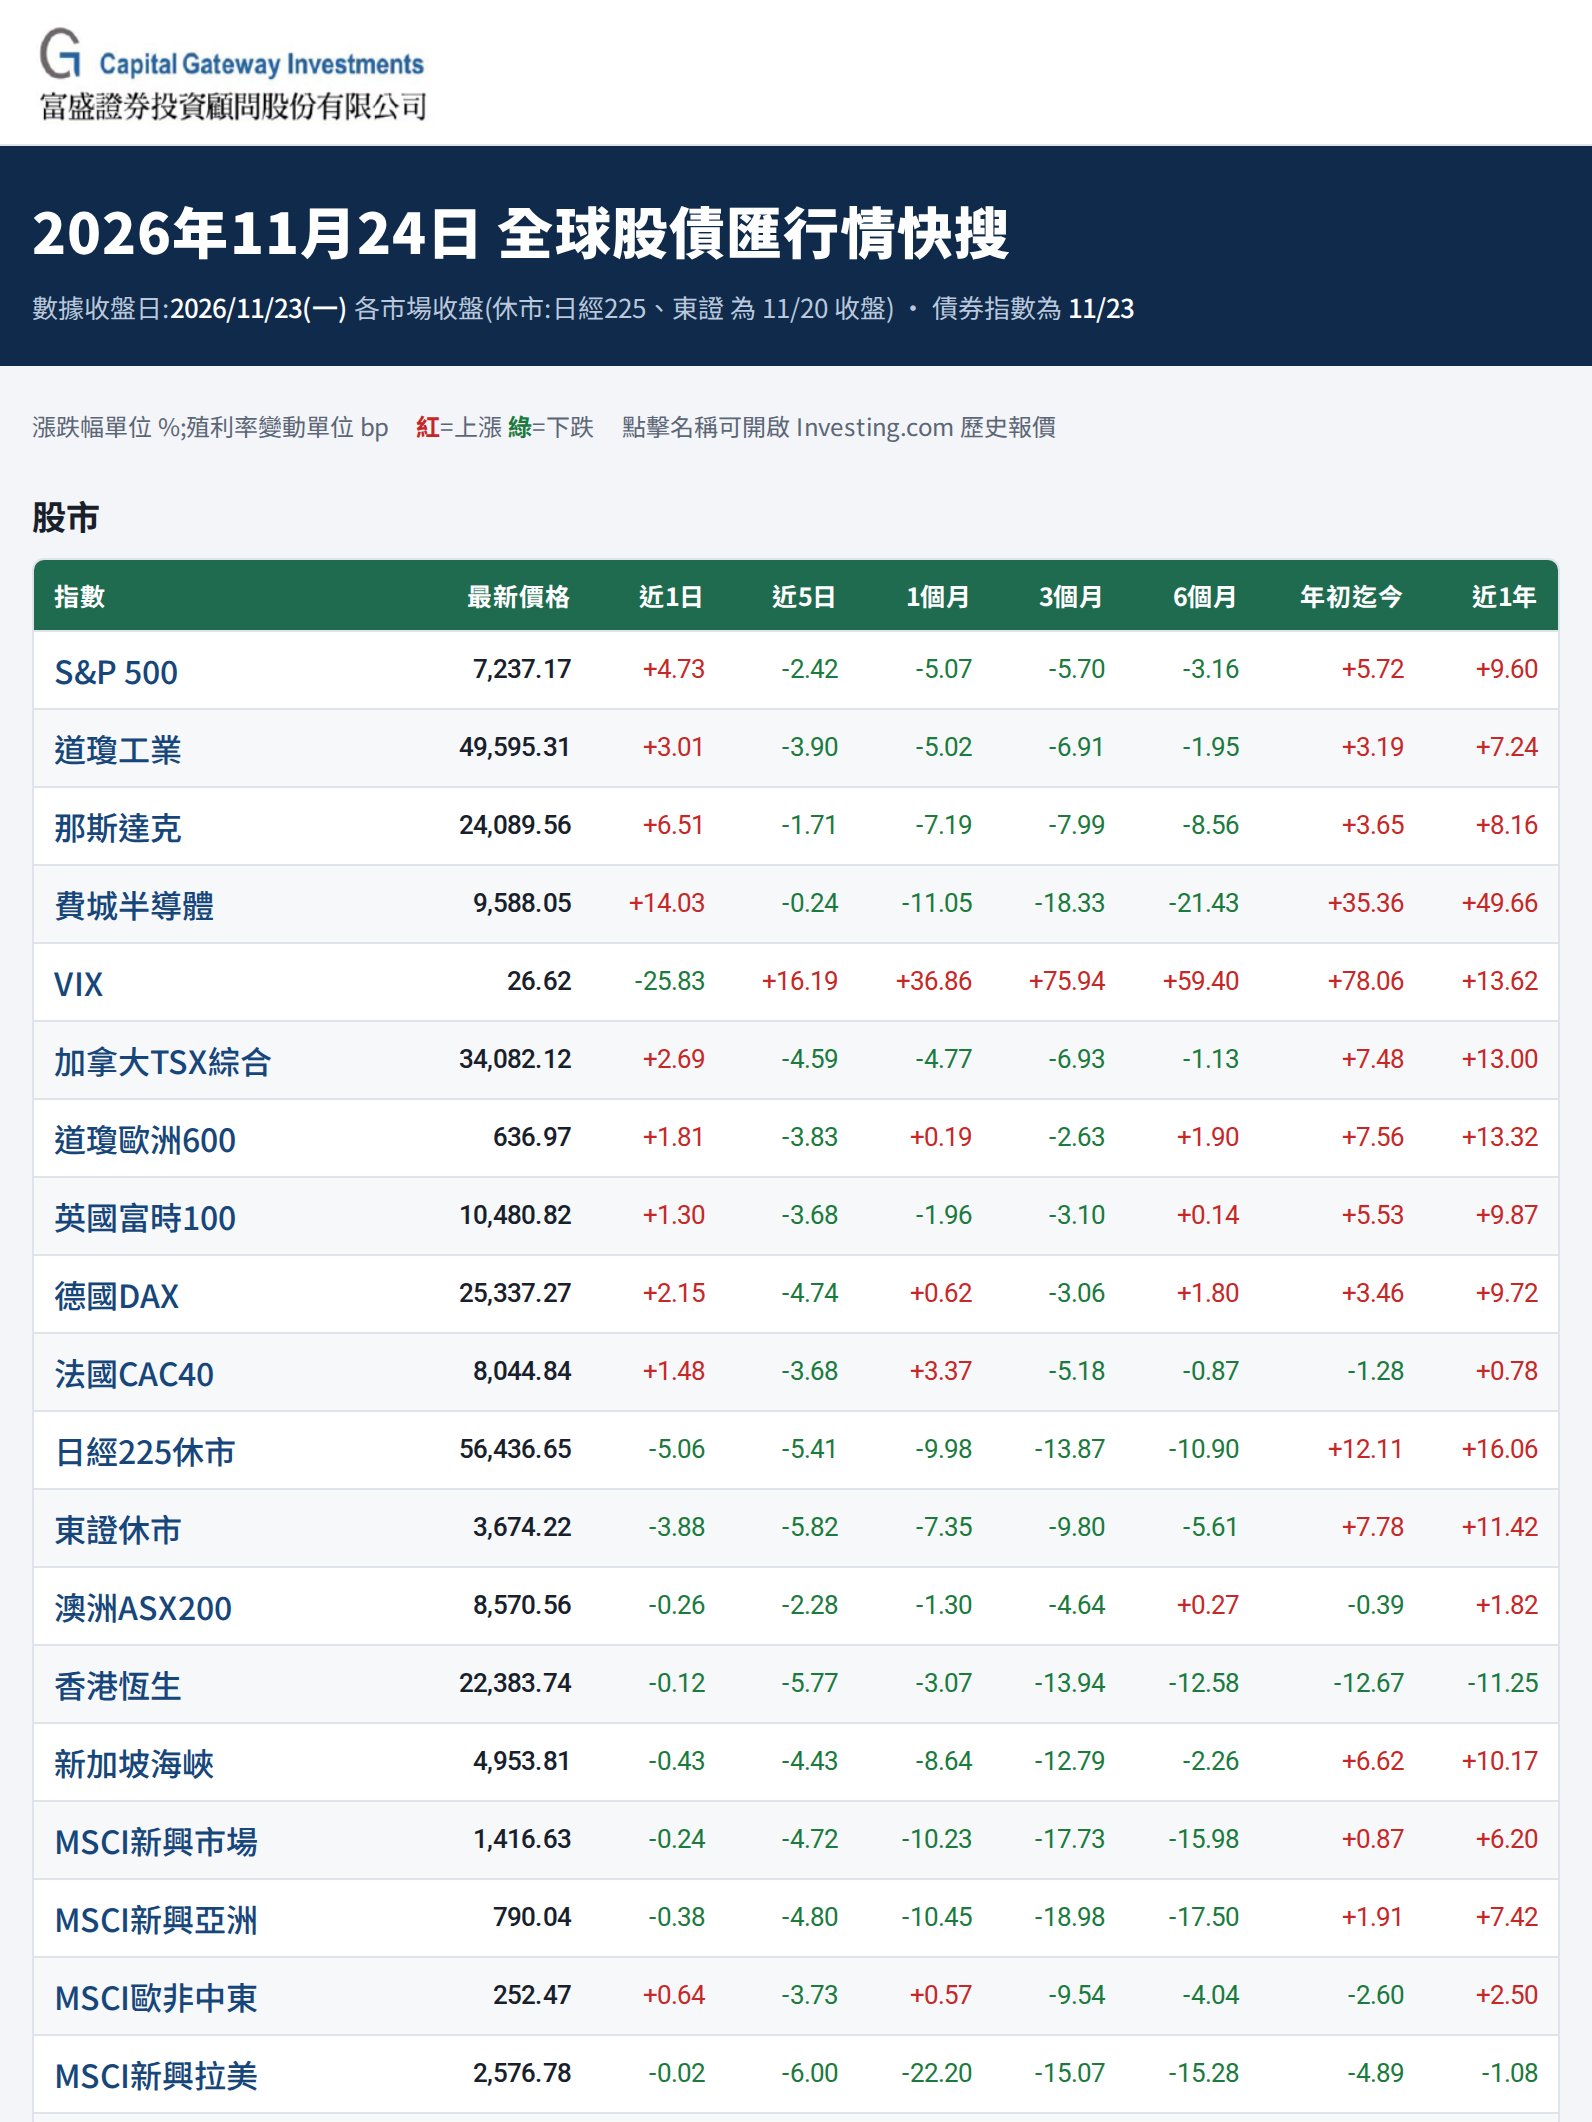 G Capital Gateway Investments
富盛證券投資顧問股份有限公司
2026年11月24日 全球股債匯行情快搜
數據收盤日:2026/11/23(一) 各市場收盤(休市:日經225、東證 為 11/20 收盤) • 債券指數為 11/23
漲跌幅單位 %;殖利率變動單位 bp 紅=上漲 綠=下跌 點擊名稱可開啟 Investing.com 歷史報價
股市
指數 最新價格 近1日 近5日 1個月 3個月 6個月 年初迄今 近1年
S&P 500 7,237.17 +4.73 -2.42 -5.07 -5.70 -3.16 +5.72 +9.60
道瓊工業 49,595.31 +3.01 -3.90 -5.02 -6.91 -1.95 +3.19 +7.24
那斯達克 24,089.56 +6.51 -1.71 -7.19 -7.99 -8.56 +3.65 +8.16
費城半導體 9,588.05 +14.03 -0.24 -11.05 -18.33 -21.43 +35.36 +49.66
VIX 26.62 -25.83 +16.19 +36.86 +75.94 +59.40 +78.06 +13.62
加拿大TSX綜合 34,082.12 +2.69 -4.59 -4.77 -6.93 -1.13 +7.48 +13.00
道瓊歐洲600 636.97 +1.81 -3.83 +0.19 -2.63 +1.90 +7.56 +13.32
英國富時100 10,480.82 +1.30 -3.68 -1.96 -3.10 +0.14 +5.53 +9.87
德國DAX 25,337.27 +2.15 -4.74 +0.62 -3.06 +1.80 +3.46 +9.72
法國CAC40 8,044.84 +1.48 -3.68 +3.37 -5.18 -0.87 -1.28 +0.78
日經225休市 56,436.65 -5.06 -5.41 -9.98 -13.87 -10.90 +12.11 +16.06
東證休市 3,674.22 -3.88 -5.82 -7.35 -9.80 -5.61 +7.78 +11.42
澳洲ASX200 8,570.56 -0.26 -2.28 -1.30 -4.64 +0.27 -0.39 +1.82
香港恆生 22,383.74 -0.12 -5.77 -3.07 -13.94 -12.58 -12.67 -11.25
新加坡海峽 4,953.81 -0.43 -4.43 -8.64 -12.79 -2.26 +6.62 +10.17
MSCI新興市場 1,416.63 -0.24 -4.72 -10.23 -17.73 -15.98 +0.87 +6.20
MSCI新興亞洲 790.04 -0.38 -4.80 -10.45 -18.98 -17.50 +1.91 +7.42
MSCI歐非中東 252.47 +0.64 -3.73 +0.57 -9.54 -4.04 -2.60 +2.50
MSCI新興拉美 2,576.78 -0.02 -6.00 -22.20 -15.07 -15.28 -4.89 -1.08